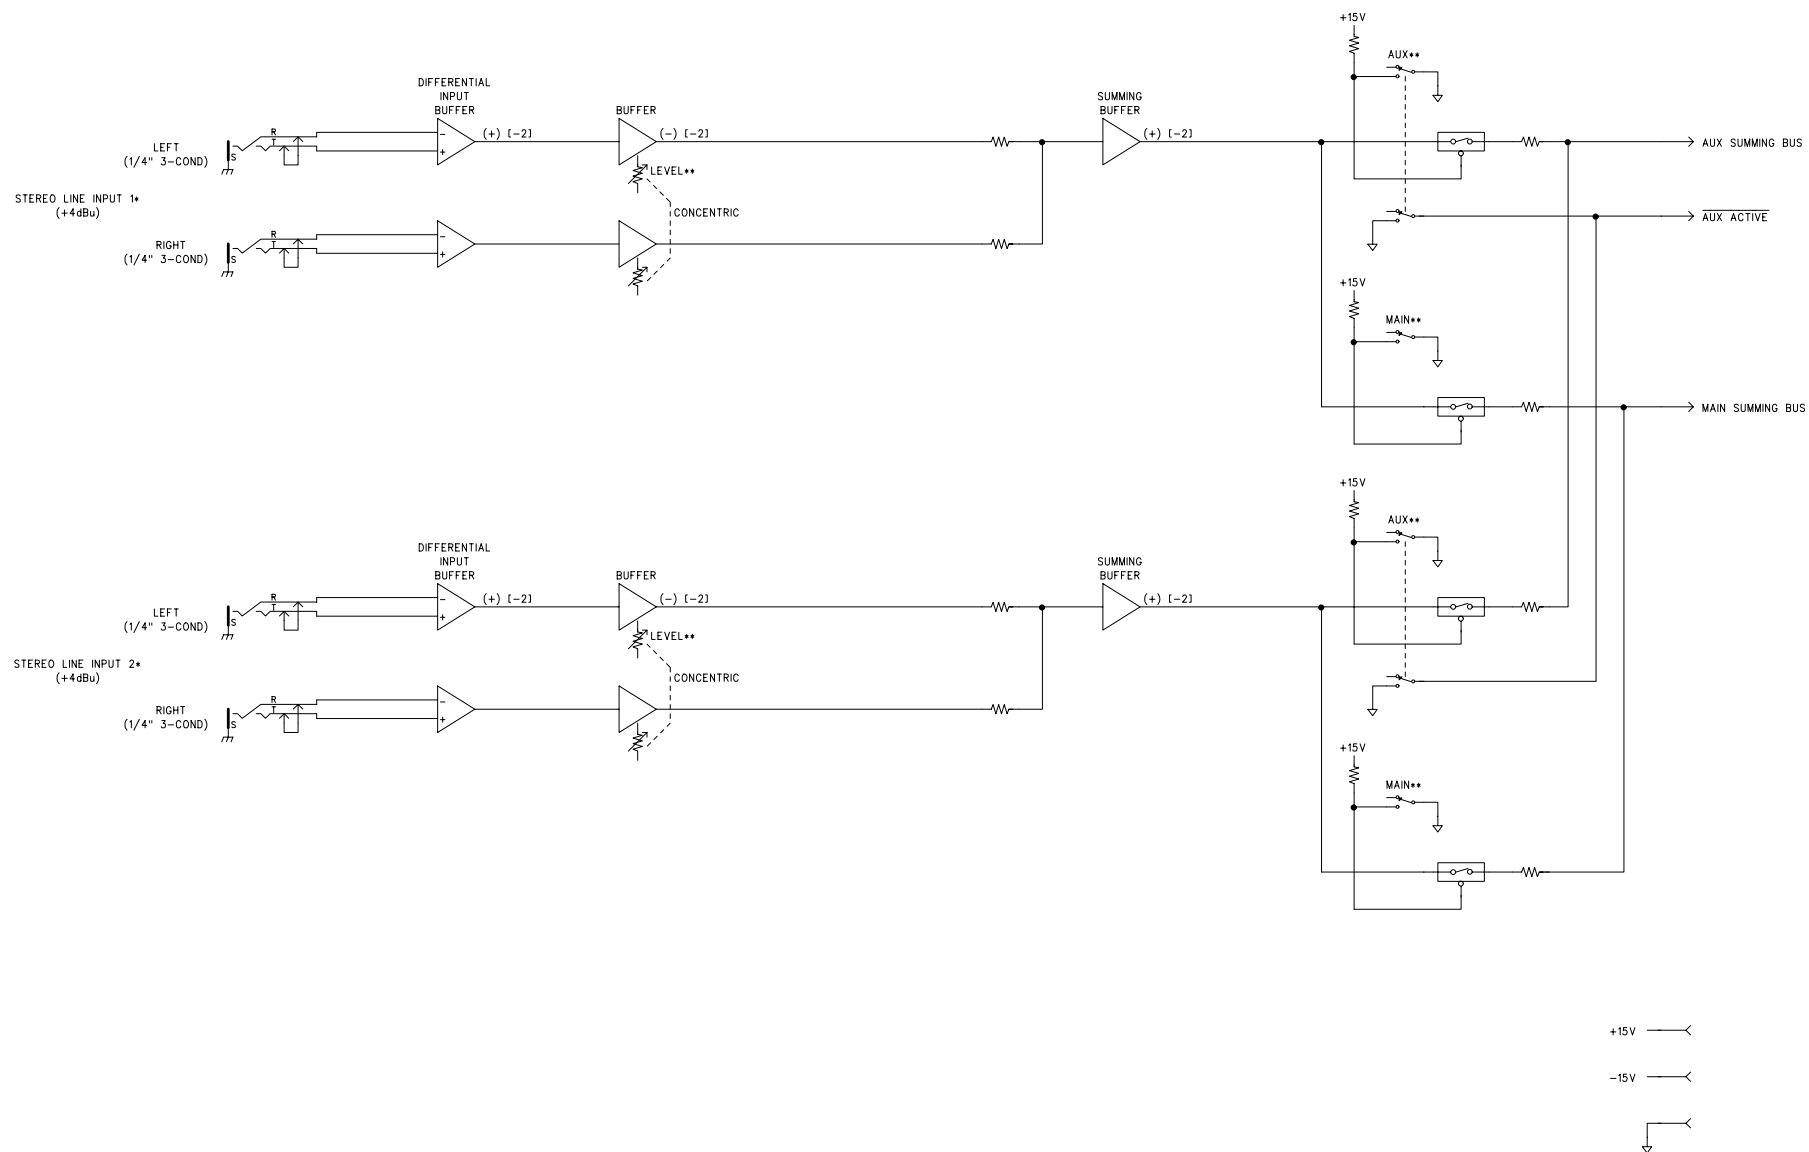 +15V
AUX**
DIFFERENTIAL
INPUT
BUFFER
BUFFER
SUMMING
BUFFER
R
T
S
-
+
(+) [-2]
(-) [-2]
(+) [-2]
LEFT
(1/4" 3-COND)
AUX SUMMING BUS
LEVEL**
STEREO LINE INPUT 1*
(+4dBu)
CONCENTRIC
AUX ACTIVE
R
T
S
-
+
RIGHT
(1/4" 3-COND)
+15V
MAIN**
MAIN SUMMING BUS
+15V
AUX**
DIFFERENTIAL
INPUT
BUFFER
BUFFER
SUMMING
BUFFER
R
T
S
-
+
(+) [-2]
(-) [-2]
(+) [-2]
LEFT
(1/4" 3-COND)
LEVEL**
STEREO LINE INPUT 2*
(+4dBu)
CONCENTRIC
R
T
S
-
+
RIGHT
(1/4" 3-COND)
+15V
MAIN**
+15V
-15V